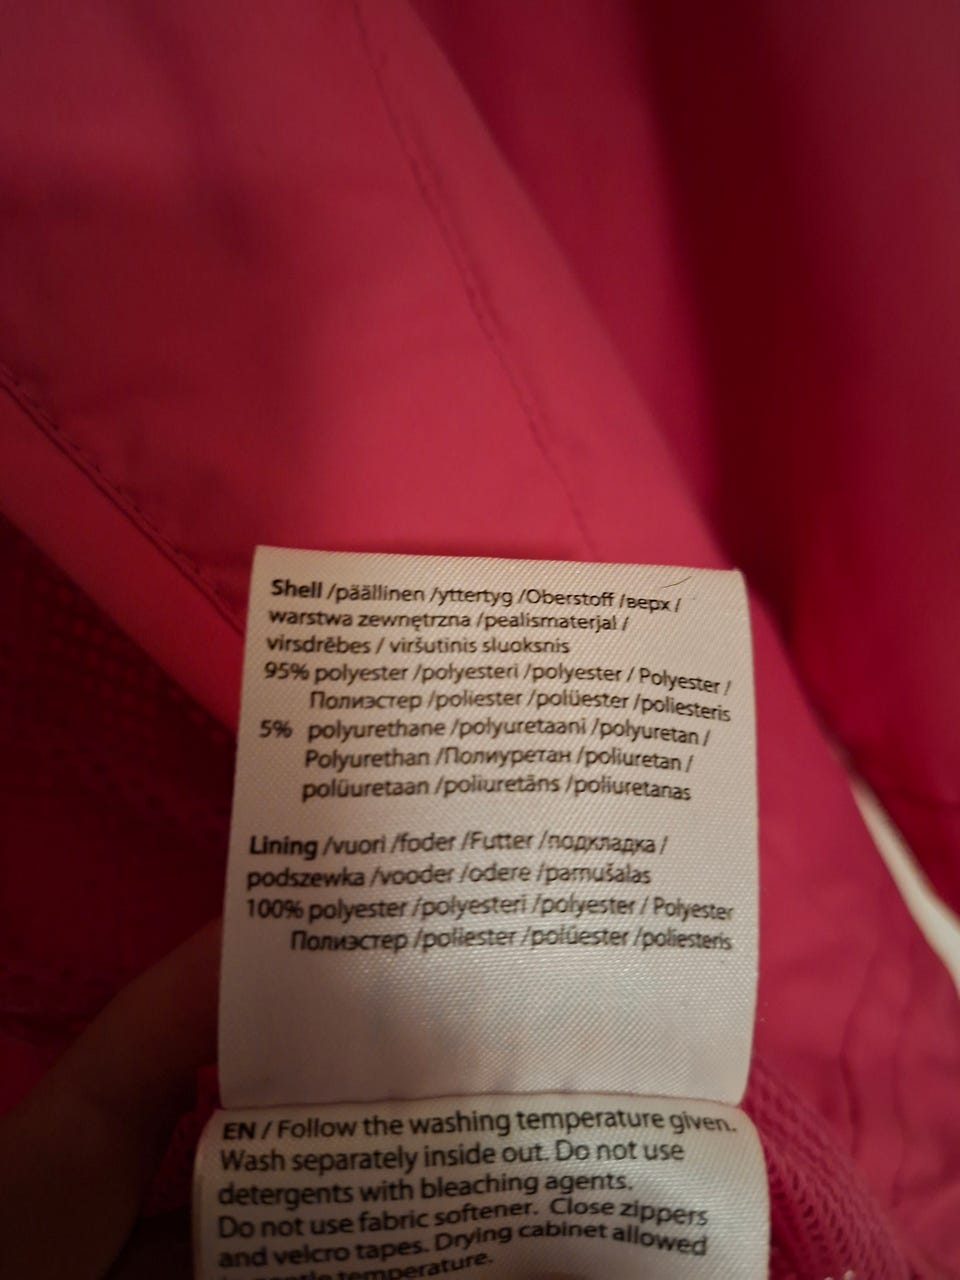 Shell /päällinen /yttertyg /Oberstoff /верх /
warstwa zewnętrzna /pealismaterjal /
virsdrēbes / viršutinis sluoksnis
95% polyester /polyesteri /polyester / Polyester /
Полиэстер /poliester /polüester /poliesteris
5% polyurethane /polyuretaani /polyuretan /
Polyurethan /Полиуретан /poliuretan /
polüuretaan /poliuretāns /poliuretanas
Lining /vuori /foder /Futter /подкладка /
podszewka /vooder /odere /pamušalas
100% polyester /polyesteri /polyester / Polyester
Полиэстер /poliester /polüester /poliesteris
EN / Follow the washing temperature given.
Wash separately inside out. Do not use
detergents with bleaching agents.
Do not use fabric softener. Close zippers
and velcro tapes. Drying cabinet allowed
temperature.